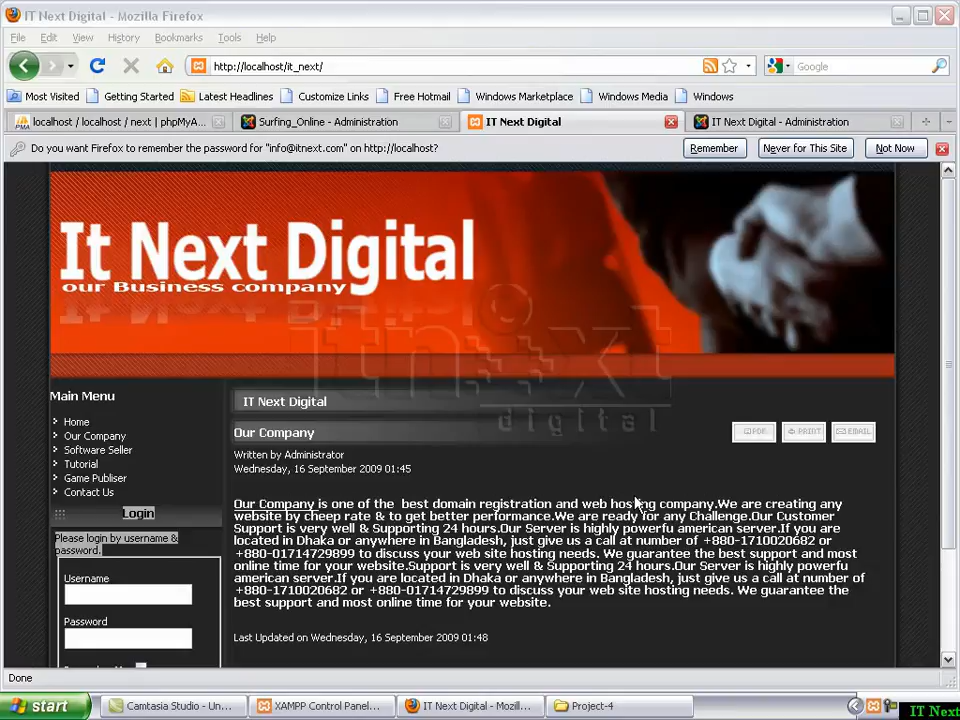 IT Next Digital - Mozilla Firefox
File Edit View History Bookmarks Tools Help
http://localhost/it_next/
Google
Most Visited Getting Started Latest Headlines Customize Links Free Hotmail Windows Marketplace Windows Media Windows
localhost / localhost / next | phpMyA... Surfing_Online - Administration IT Next Digital IT Next Digital - Administration
Do you want Firefox to remember the password for "info@itnext.com" on http://localhost?
Remember Never for This Site Not Now
It Next Digital
our Business company
itnext
digital
Main Menu
Home
Our Company
Software Seller
Tutorial
Game Publiser
Contact Us
Login
Please login by username &
password.
Username
Password
IT Next Digital
Our Company
PDF PRINT EMAIL
Written by Administrator
Wednesday, 16 September 2009 01:45
Our Company is one of the best domain registration and web hosting company.We are creating any
website by cheep rate & to get better performance.We are ready for any Challenge.Our Customer
Support is very well & Supporting 24 hours.Our Server is highly powerfu american server.If you are
located in Dhaka or anywhere in Bangladesh, just give us a call at number of +880-1710020682 or
+880-01714729899 to discuss your web site hosting needs. We guarantee the best support and most
online time for your website.Support is very well & Supporting 24 hours.Our Server is highly powerfu
american server.If you are located in Dhaka or anywhere in Bangladesh, just give us a call at number of
+880-1710020682 or +880-01714729899 to discuss your web site hosting needs. We guarantee the
best support and most online time for your website.
Last Updated on Wednesday, 16 September 2009 01:48
Done
start Camtasia Studio - Un... XAMPP Control Panel... IT Next Digital - Mozill... Project-4
IT Next